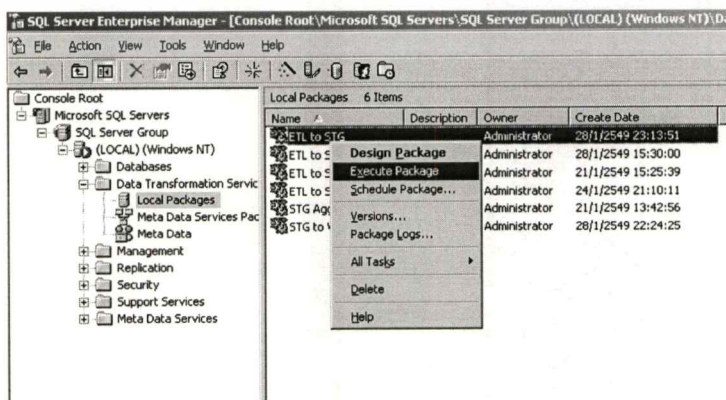 SQL Server Enterprise Manager - [Console Root\Microsoft SQL Servers\SQL Server Group\(LOCAL) (Windows NT)\D
File Action View Tools Window Help
Console Root
Microsoft SQL Servers
SQL Server Group
(LOCAL) (Windows NT)
Databases
Data Transformation Servic
Local Packages
Meta Data Services Pac
Meta Data
Management
Replication
Security
Support Services
Meta Data Services
Local Packages 6 Items
Name Description Owner Create Date
ETL to STG Administrator 28/1/2549 23:13:51
ETL to S Administrator 28/1/2549 15:30:00
ETL to S Administrator 21/1/2549 15:25:39
ETL to S Administrator 24/1/2549 21:10:11
STG Agg Administrator 21/1/2549 13:42:56
STG to Administrator 28/1/2549 22:24:25
Design Package
Execute Package
Schedule Package...
Versions...
Package Logs...
All Tasks
Delete
Help